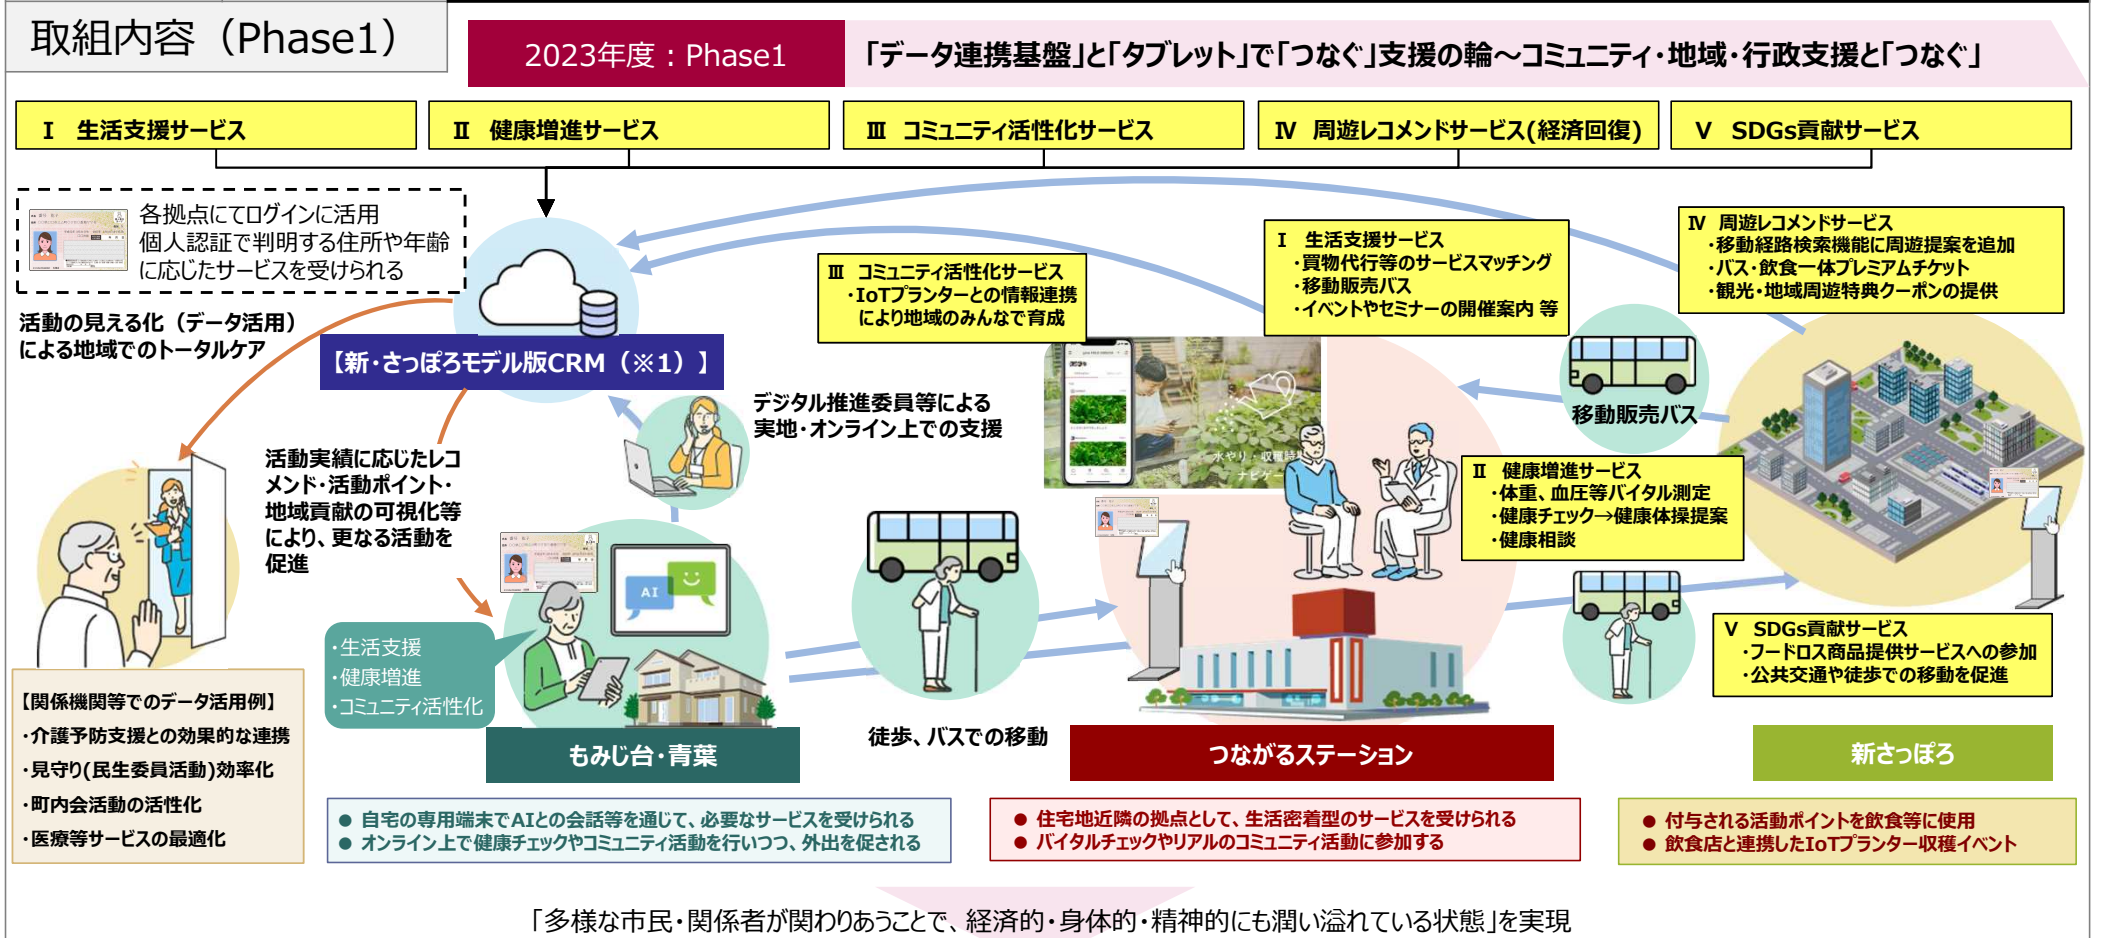 取組内容（Phase1）
2023年度：Phase1
「データ連携基盤」と「タブレット」で「つなぐ」支援の輪～コミュニティ・地域・行政支援と「つなぐ」
Ⅰ　生活支援サービス
Ⅱ　健康増進サービス
Ⅲ　コミュニティ活性化サービス
Ⅳ　周遊レコメンドサービス(経済回復)
Ⅴ　SDGs貢献サービス
各拠点にてログインに活用
個人認証で判明する住所や年齢
に応じたサービスを受けられる
活動の見える化（データ活用）
による地域でのトータルケア
【新・さっぽろモデル版CRM（※1）】
Ⅲ　コミュニティ活性化サービス
・IoTプランターとの情報連携
により地域のみんなで育成
Ⅰ　生活支援サービス
・買物代行等のサービスマッチング
・移動販売バス
・イベントやセミナーの開催案内 等
Ⅳ　周遊レコメンドサービス
・移動経路検索機能に周遊提案を追加
・バス・飲食一体プレミアムチケット
・観光・地域周遊特典クーポンの提供
デジタル推進委員等による
実地・オンライン上での支援
水やり・収穫時期
ナビゲー
移動販売バス
活動実績に応じたレコ
メンド・活動ポイント・
地域貢献の可視化等
により、更なる活動を
促進
Ⅱ　健康増進サービス
・体重、血圧等バイタル測定
・健康チェック→健康体操提案
・健康相談
AI
・生活支援
・健康増進
・コミュニティ活性化
Ⅴ　SDGs貢献サービス
・フードロス商品提供サービスへの参加
・公共交通や徒歩での移動を促進
【関係機関等でのデータ活用例】
・介護予防支援との効果的な連携
・見守り(民生委員活動)効率化
・町内会活動の活性化
・医療等サービスの最適化
もみじ台・青葉
徒歩、バスでの移動
つながるステーション
新さっぽろ
● 自宅の専用端末でAIとの会話等を通じて、必要なサービスを受けられる
● オンライン上で健康チェックやコミュニティ活動を行いつつ、外出を促される
● 住宅地近隣の拠点として、生活密着型のサービスを受けられる
● バイタルチェックやリアルのコミュニティ活動に参加する
● 付与される活動ポイントを飲食等に使用
● 飲食店と連携したIoTプランター収穫イベント
「多様な市民・関係者が関わりあうことで、経済的・身体的・精神的にも潤い溢れている状態」を実現